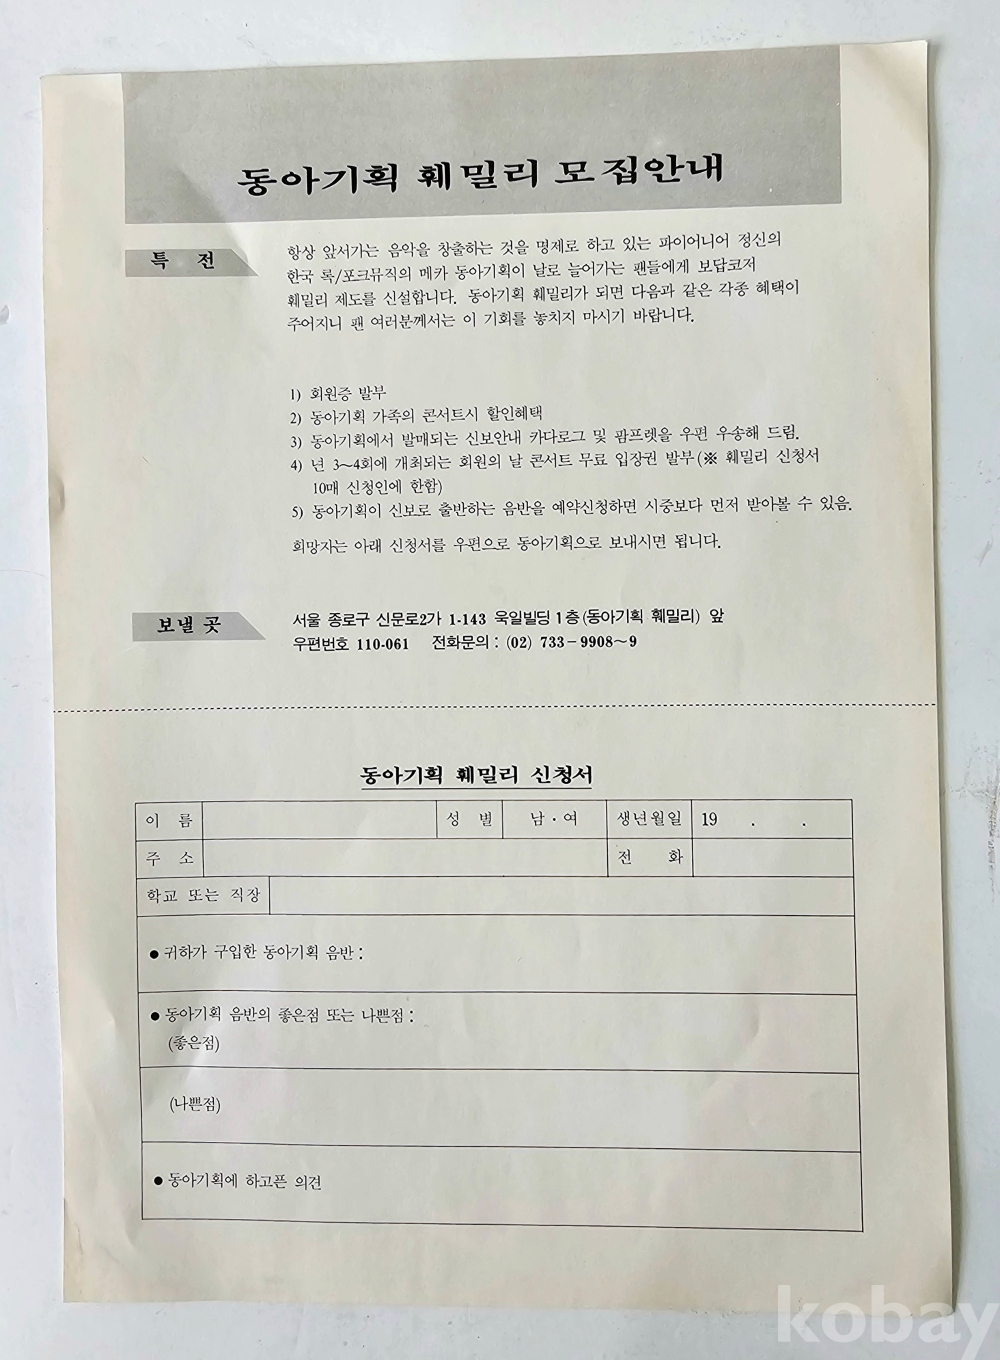 동아기획 훼밀리 모집안내
특 전
항상 앞서가는 음악을 창출하는 것을 명제로 하고 있는 파이어니어 정신의
한국 록/포크뮤직의 메카 동아기획이 날로 늘어가는 팬들에게 보답코저
훼밀리 제도를 신설합니다. 동아기획 훼밀리가 되면 다음과 같은 각종 혜택이
주어지니 팬 여러분께서는 이 기회를 놓치지 마시기 바랍니다.
1) 회원증 발부
2) 동아기획 가족의 콘서트시 할인혜택
3) 동아기획에서 발매되는 신보안내 카다로그 및 팜프렛을 우편 우송해 드림.
4) 년 3~4회에 개최되는 회원의 날 콘서트 무료 입장권 발부(※ 훼밀리 신청서
10매 신청인에 한함)
5) 동아기획이 신보로 출반하는 음반을 예약신청하면 시중보다 먼저 받아볼 수 있음.
희망자는 아래 신청서를 우편으로 동아기획으로 보내시면 됩니다.
보낼 곳
서울 종로구 신문로2가 1-143 욱일빌딩 1층(동아기획 훼밀리) 앞
우편번호 110-061 전화문의 : (02) 733-9908~9
동아기획 훼밀리 신청서
이 름 성 별 남 · 여 생년월일 19 . .
주 소 전 화
학교 또는 직장
● 귀하가 구입한 동아기획 음반 :
● 동아기획 음반의 좋은점 또는 나쁜점 :
(좋은점)
(나쁜점)
● 동아기획에 하고픈 의견
kobay